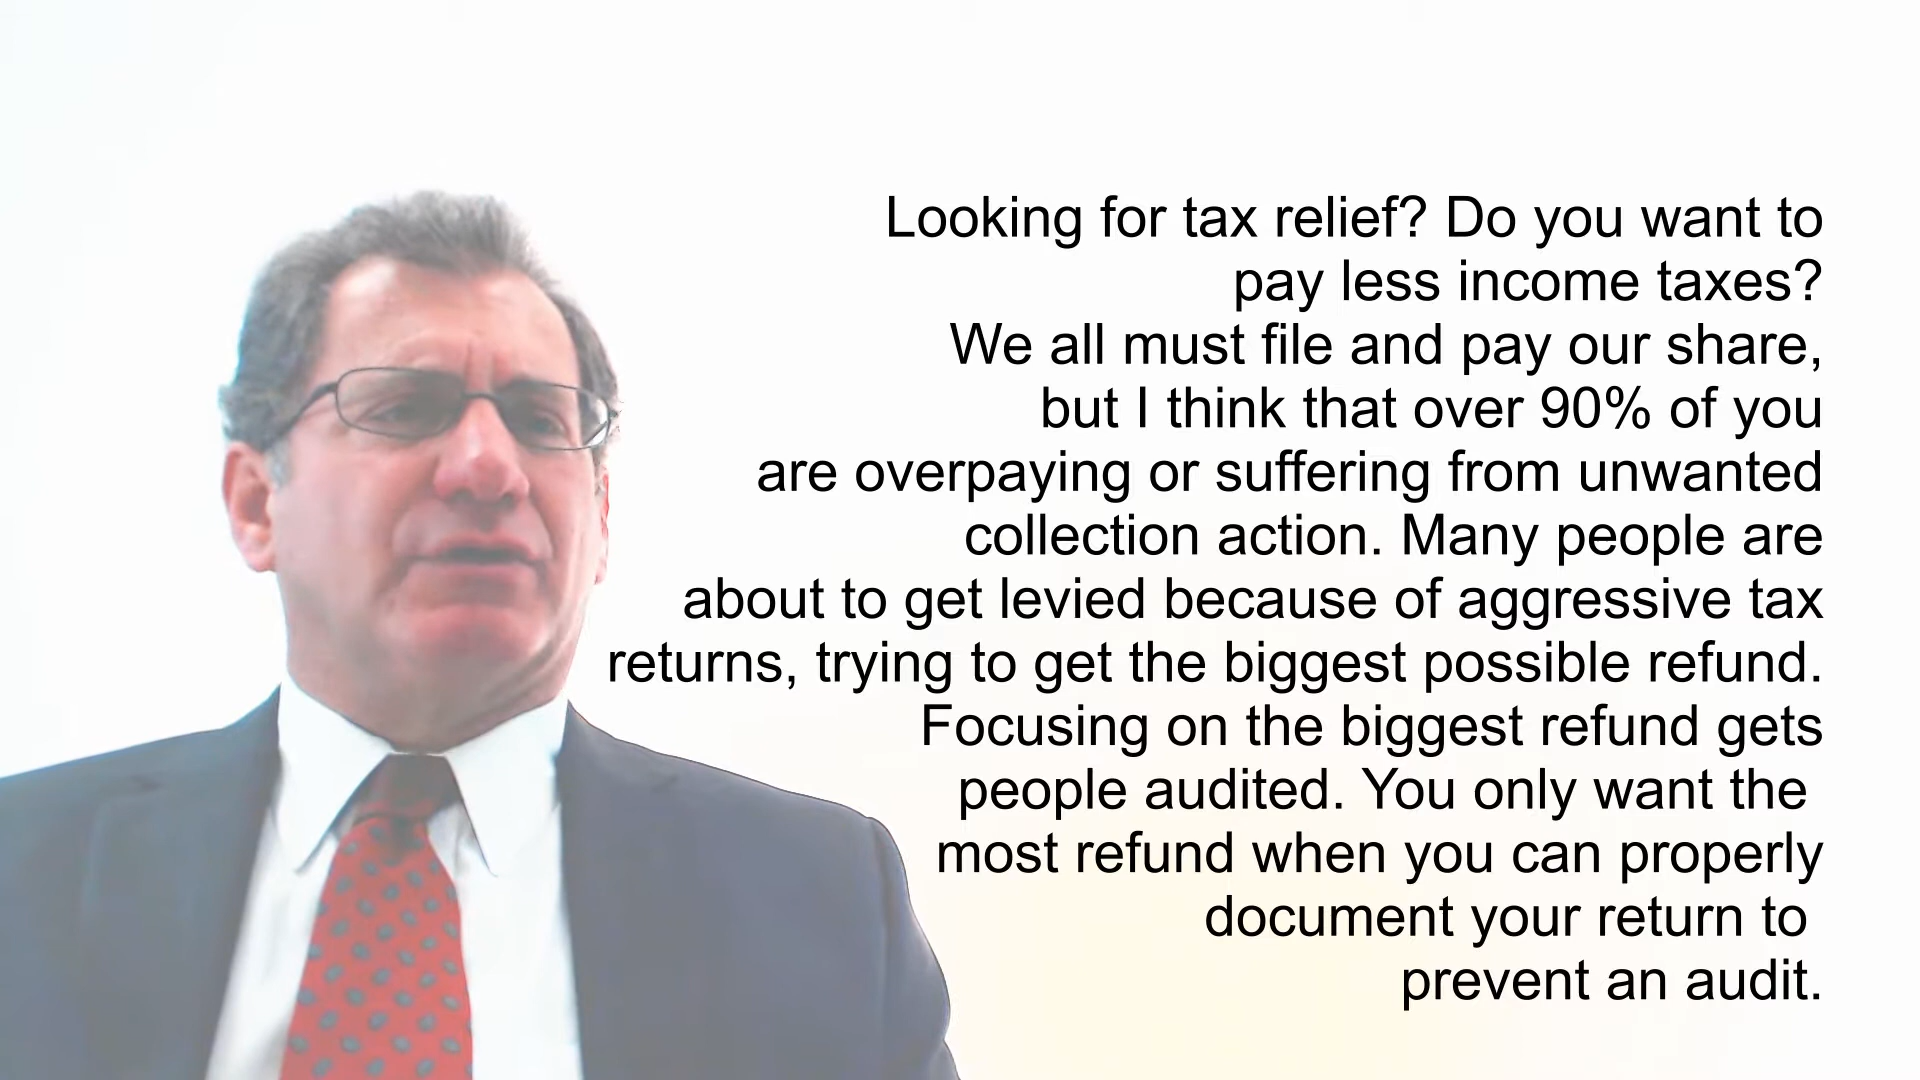 Looking for tax relief? Do you want to
pay less income taxes?
We all must file and pay our share,
but I think that over 90% of you
are overpaying or suffering from unwanted
collection action. Many people are
about to get levied because of aggressive tax
returns, trying to get the biggest possible refund.
Focusing on the biggest refund gets
people audited. You only want the
most refund when you can properly
document your return to
prevent an audit.